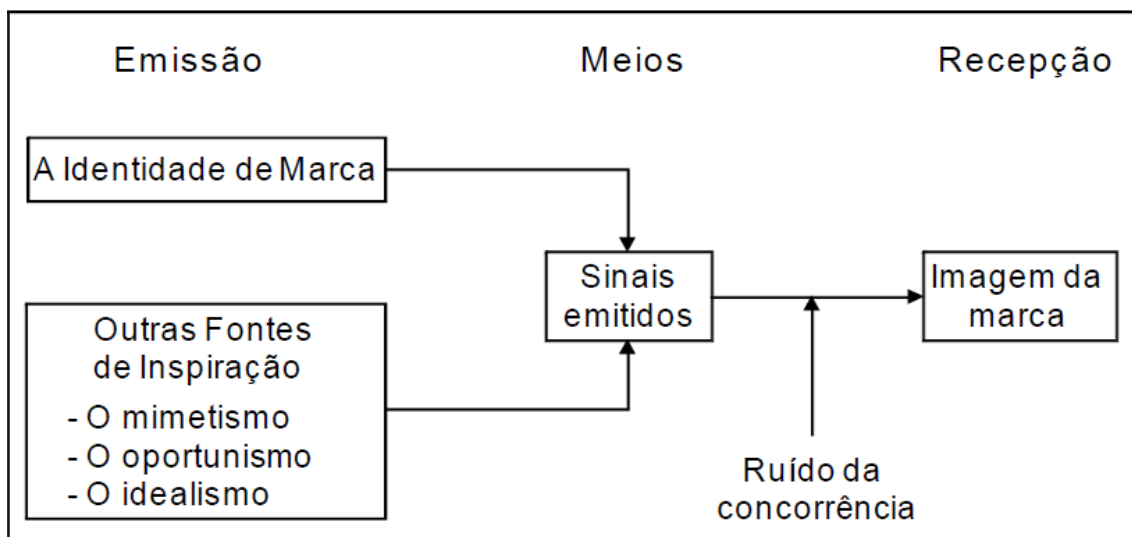 Emissão
Meios
Recepção
A Identidade de Marca
Outras Fontes
de Inspiração
- O mimetismo
- O oportunismo
- O idealismo
Sinais
emitidos
Imagem da
marca
Ruído da
concorrência